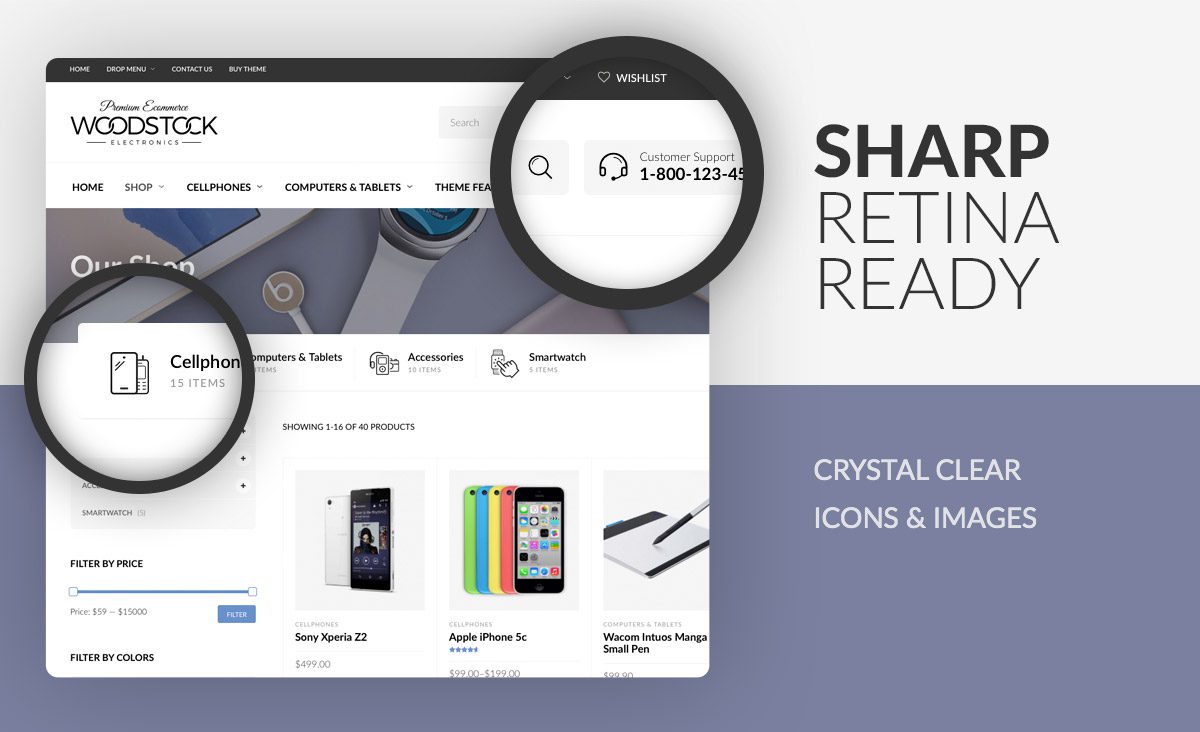 HOME DROP MENU CONTACT US BUY THEME
WISHLIST
Premium Ecommerce
WOODSTOCK
ELECTRONICS
Search
Customer Support
1-800-123-45
HOME SHOP CELLPHONES COMPUTERS & TABLETS THEME FEA
Our Shop
Cellphon
15 ITEMS
omputers & Tablets
TEMS
Accessories
10 ITEMS
Smartwatch
5 ITEMS
SHOWING 1-16 OF 40 PRODUCTS
SMARTWATCH (5)
FILTER BY PRICE
Price: $59 — $15000
FILTER
FILTER BY COLORS
CELLPHONES
Sony Xperia Z2
$499.00
CELLPHONES
Apple iPhone 5c
$99.00–$199.00
COMPUTERS & TABLETS
Wacom Intuos Manga
Small Pen
$99.90
SHARP
RETINA
READY
CRYSTAL CLEAR
ICONS & IMAGES